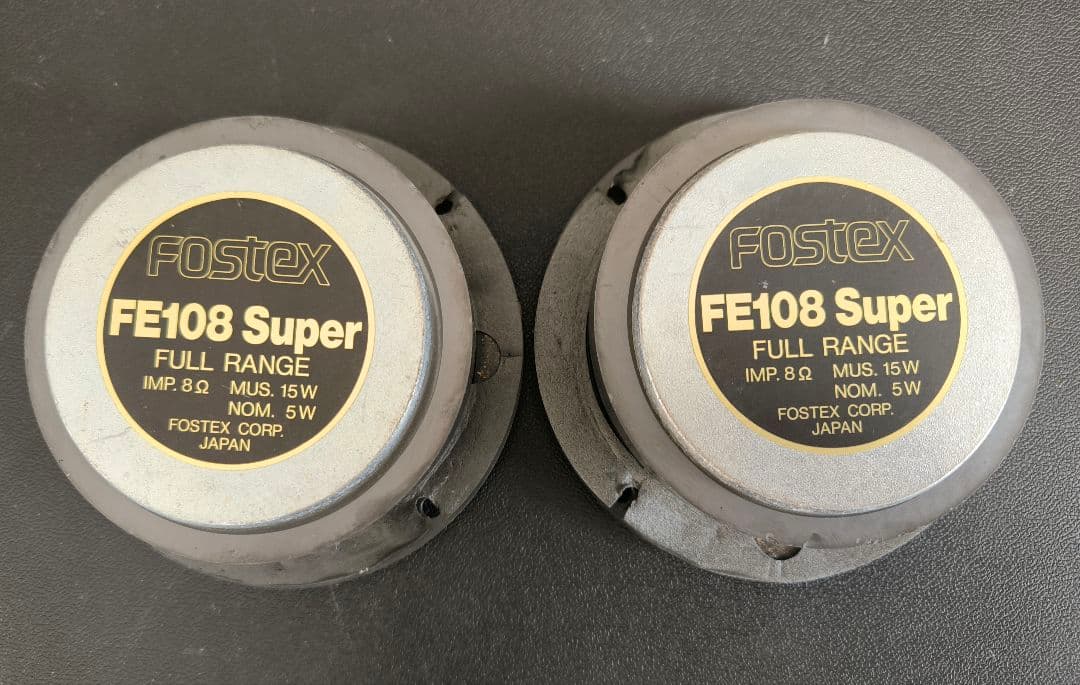 FOSTEX
FE108 Super
FULL RANGE
IMP. 8Ω MUS. 15W
NOM. 5W
FOSTEX CORP.
JAPAN
FOSTEX
FE108 Super
FULL RANGE
IMP. 8Ω MUS. 15W
NOM. 5W
FOSTEX CORP.
JAPAN